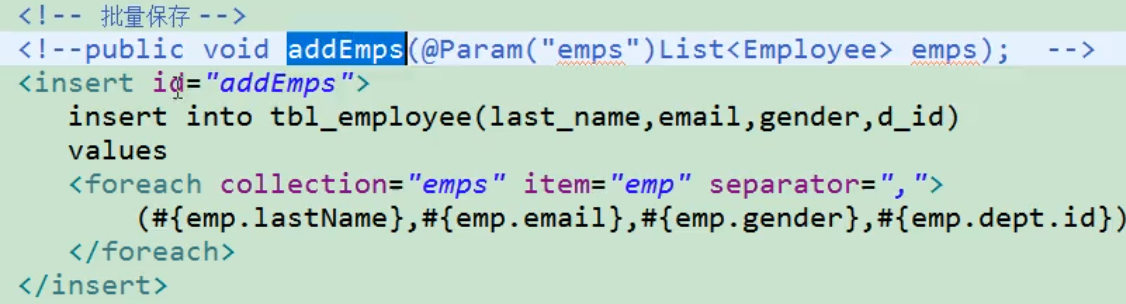 <!-- 批量保存 -->
<!--public void addEmps(@Param("emps")List<Employee> emps);  -->
<insert id="addEmps">
insert into tbl_employee(last_name,email,gender,d_id)
values
<foreach collection="emps" item="emp" separator=",">
(#{emp.lastName},#{emp.email},#{emp.gender},#{emp.dept.id})
</foreach>
</insert>